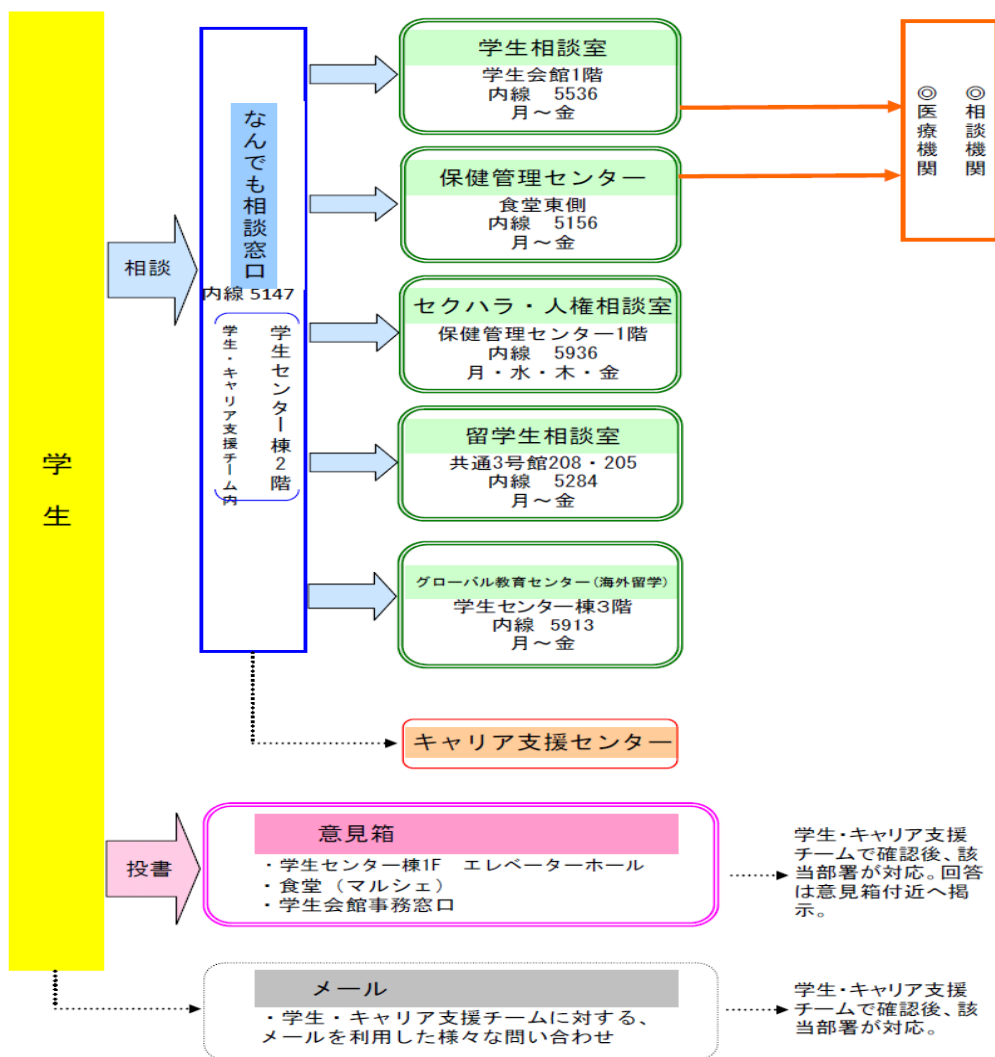 学生
相談
なんでも相談窓口
内線 5147
学生センター棟2階
学生・キャリア支援チーム内
学生相談室
学生会館1階
内線 5536
月～金
保健管理センター
食堂東側
内線 5156
月～金
セクハラ・人権相談室
保健管理センター1階
内線 5936
月・水・木・金
留学生相談室
共通3号館208・205
内線 5284
月～金
グローバル教育センター(海外留学)
学生センター棟3階
内線 5913
月～金
◎相談機関
◎医療機関
キャリア支援センター
投書
意見箱
・学生センター棟1F　エレベーターホール
・食堂（マルシェ）
・学生会館事務窓口
学生・キャリア支援
チームで確認後、該
当部署が対応。回答
は意見箱付近へ掲
示。
メール
・学生・キャリア支援チームに対する、
メールを利用した様々な問い合わせ
学生・キャリア支援
チームで確認後、該
当部署が対応。